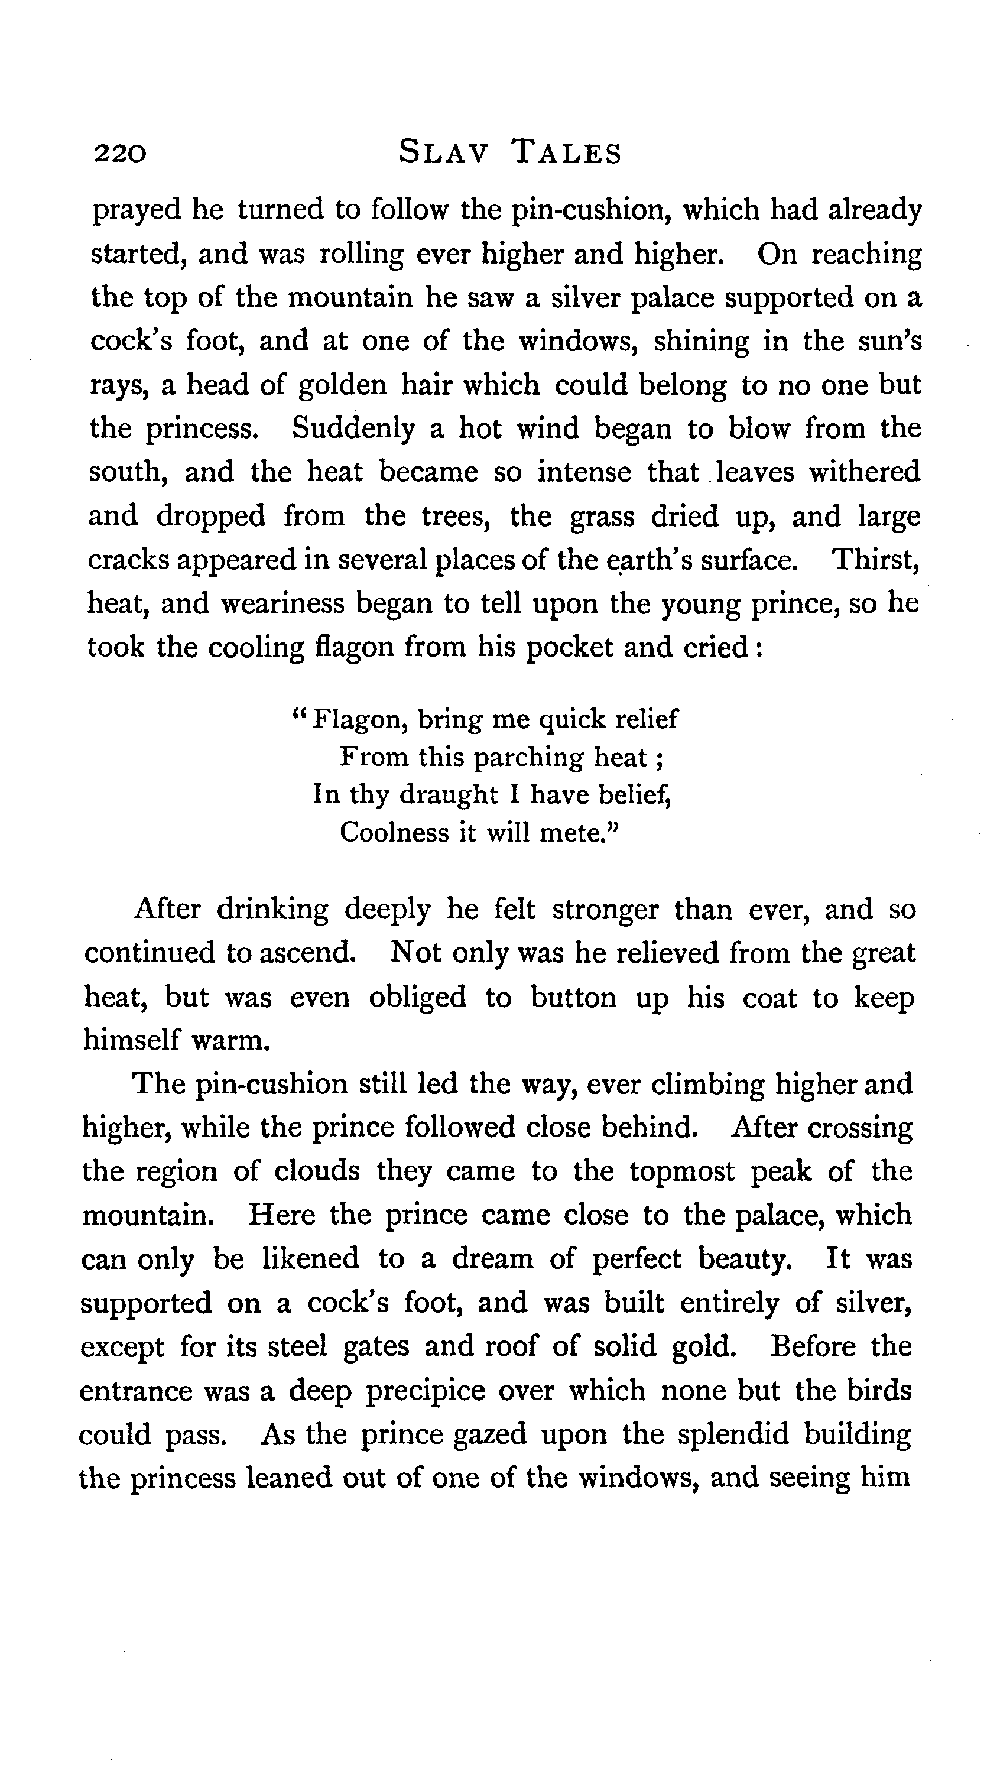 220 SLAV TALES
prayed he turned to follow the pin-cushion, which had already
started, and was rolling ever higher and higher. On reaching
the top of the mountain he saw a silver palace supported on a
cock's foot, and at one of the windows, shining in the sun's
rays, a head of golden hair which could belong to no one but
the princess. Suddenly a hot wind began to blow from the
south, and the heat became so intense that leaves withered
and dropped from the trees, the grass dried up, and large
cracks appeared in several places of the earth's surface. Thirst,
heat, and weariness began to tell upon the young prince, so he
took the cooling flagon from his pocket and cried:
"Flagon, bring me quick relief
From this parching heat;
In thy draught I have belief,
Coolness it will mete."
After drinking deeply he felt stronger than ever, and so
continued to ascend. Not only was he relieved from the great
heat, but was even obliged to button up his coat to keep
himself warm.
The pin-cushion still led the way, ever climbing higher and
higher, while the prince followed close behind. After crossing
the region of clouds they came to the topmost peak of the
mountain. Here the prince came close to the palace, which
can only be likened to a dream of perfect beauty. It was
supported on a cock's foot, and was built entirely of silver,
except for its steel gates and roof of solid gold. Before the
entrance was a deep precipice over which none but the birds
could pass. As the prince gazed upon the splendid building
the princess leaned out of one of the windows, and seeing him